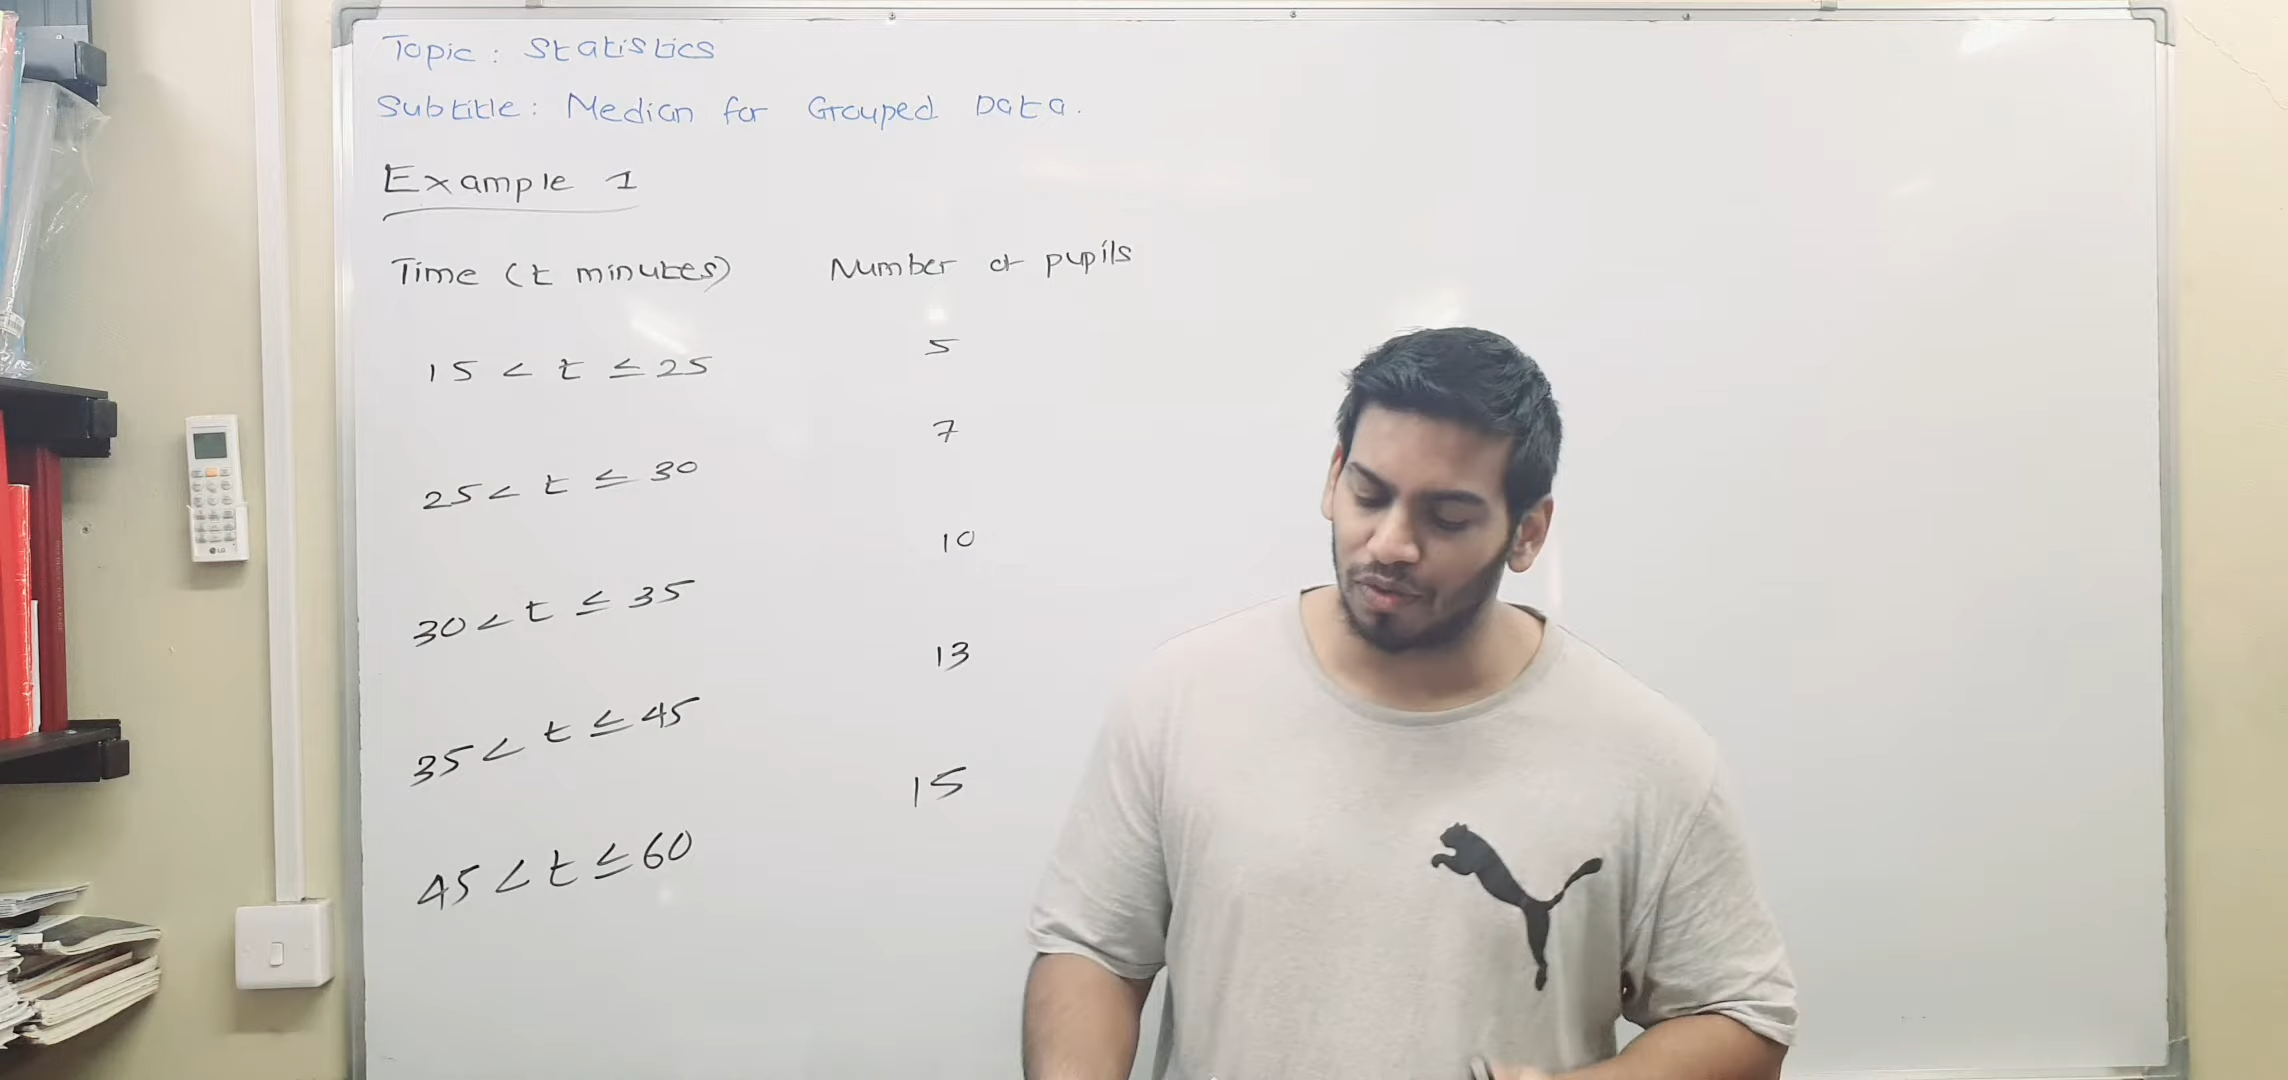 Topic: Statistics
Subtitle: Median for Grouped Data.
Example 1
Time (t minutes) Number of pupils
15 < t ≤ 25 5
25 < t ≤ 30 7
30 < t ≤ 35 10
35 < t ≤ 45 13
45 < t ≤ 60 15
LG